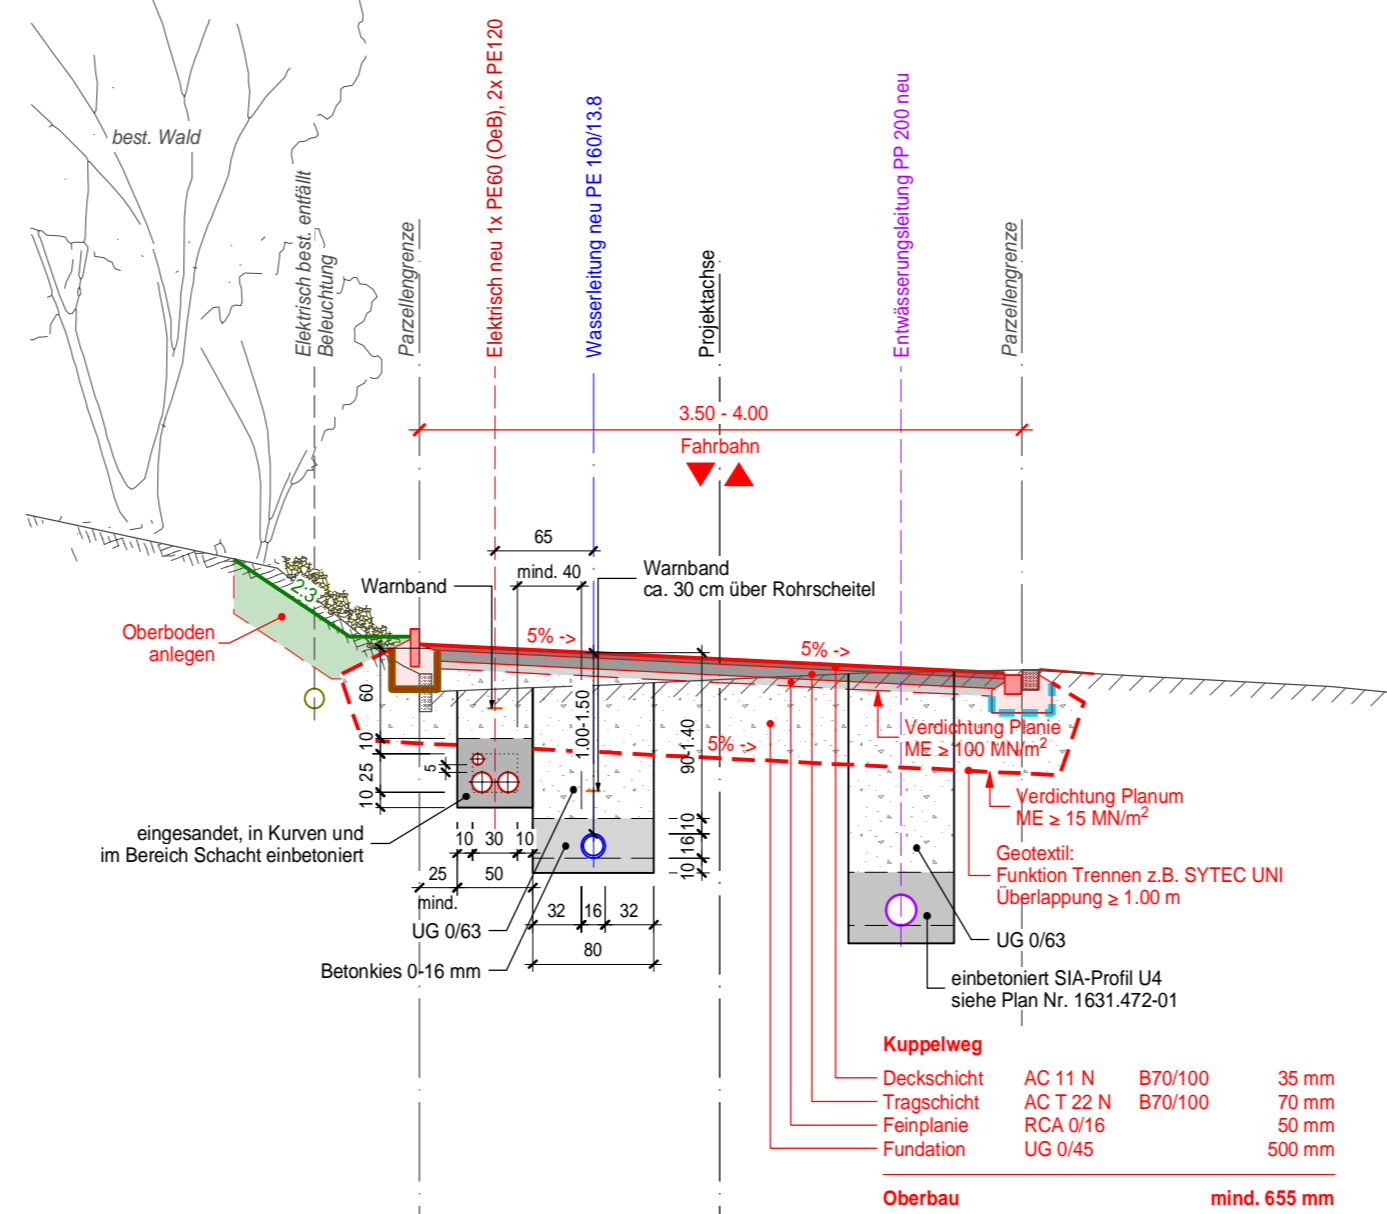 best. Wald
Elektrisch best. entfällt
Beleuchtung
Parzellengrenze
Elektrisch neu 1x PE60 (OeB), 2x PE120
Wasserleitung neu PE 160/13.8
Projektachse
Entwässerungsleitung PP 200 neu
Parzellengrenze
3.50 - 4.00
Fahrbahn
65
mind. 40
Warnband
Warnband
ca. 30 cm über Rohrscheitel
2:3
Oberboden
anlegen
5% ->
5% ->
5% ->
60
10
25
10
5
1.00-1.50
90-1.40
10
16
10
Verdichtung Planie
ME ≥ 100 MN/m²
Verdichtung Planum
ME ≥ 15 MN/m²
Geotextil:
Funktion Trennen z.B. SYTEC UNI
Überlappung ≥ 1.00 m
eingesandet, in Kurven und
im Bereich Schacht einbetoniert
10
30
10
25
50
mind.
32
16
32
80
UG 0/63
Betonkies 0-16 mm
UG 0/63
einbetoniert SIA-Profil U4
siehe Plan Nr. 1631.472-01
Kuppelweg
Deckschicht AC 11 N B70/100 35 mm
Tragschicht AC T 22 N B70/100 70 mm
Feinplanie RCA 0/16 50 mm
Fundation UG 0/45 500 mm
Oberbau mind. 655 mm